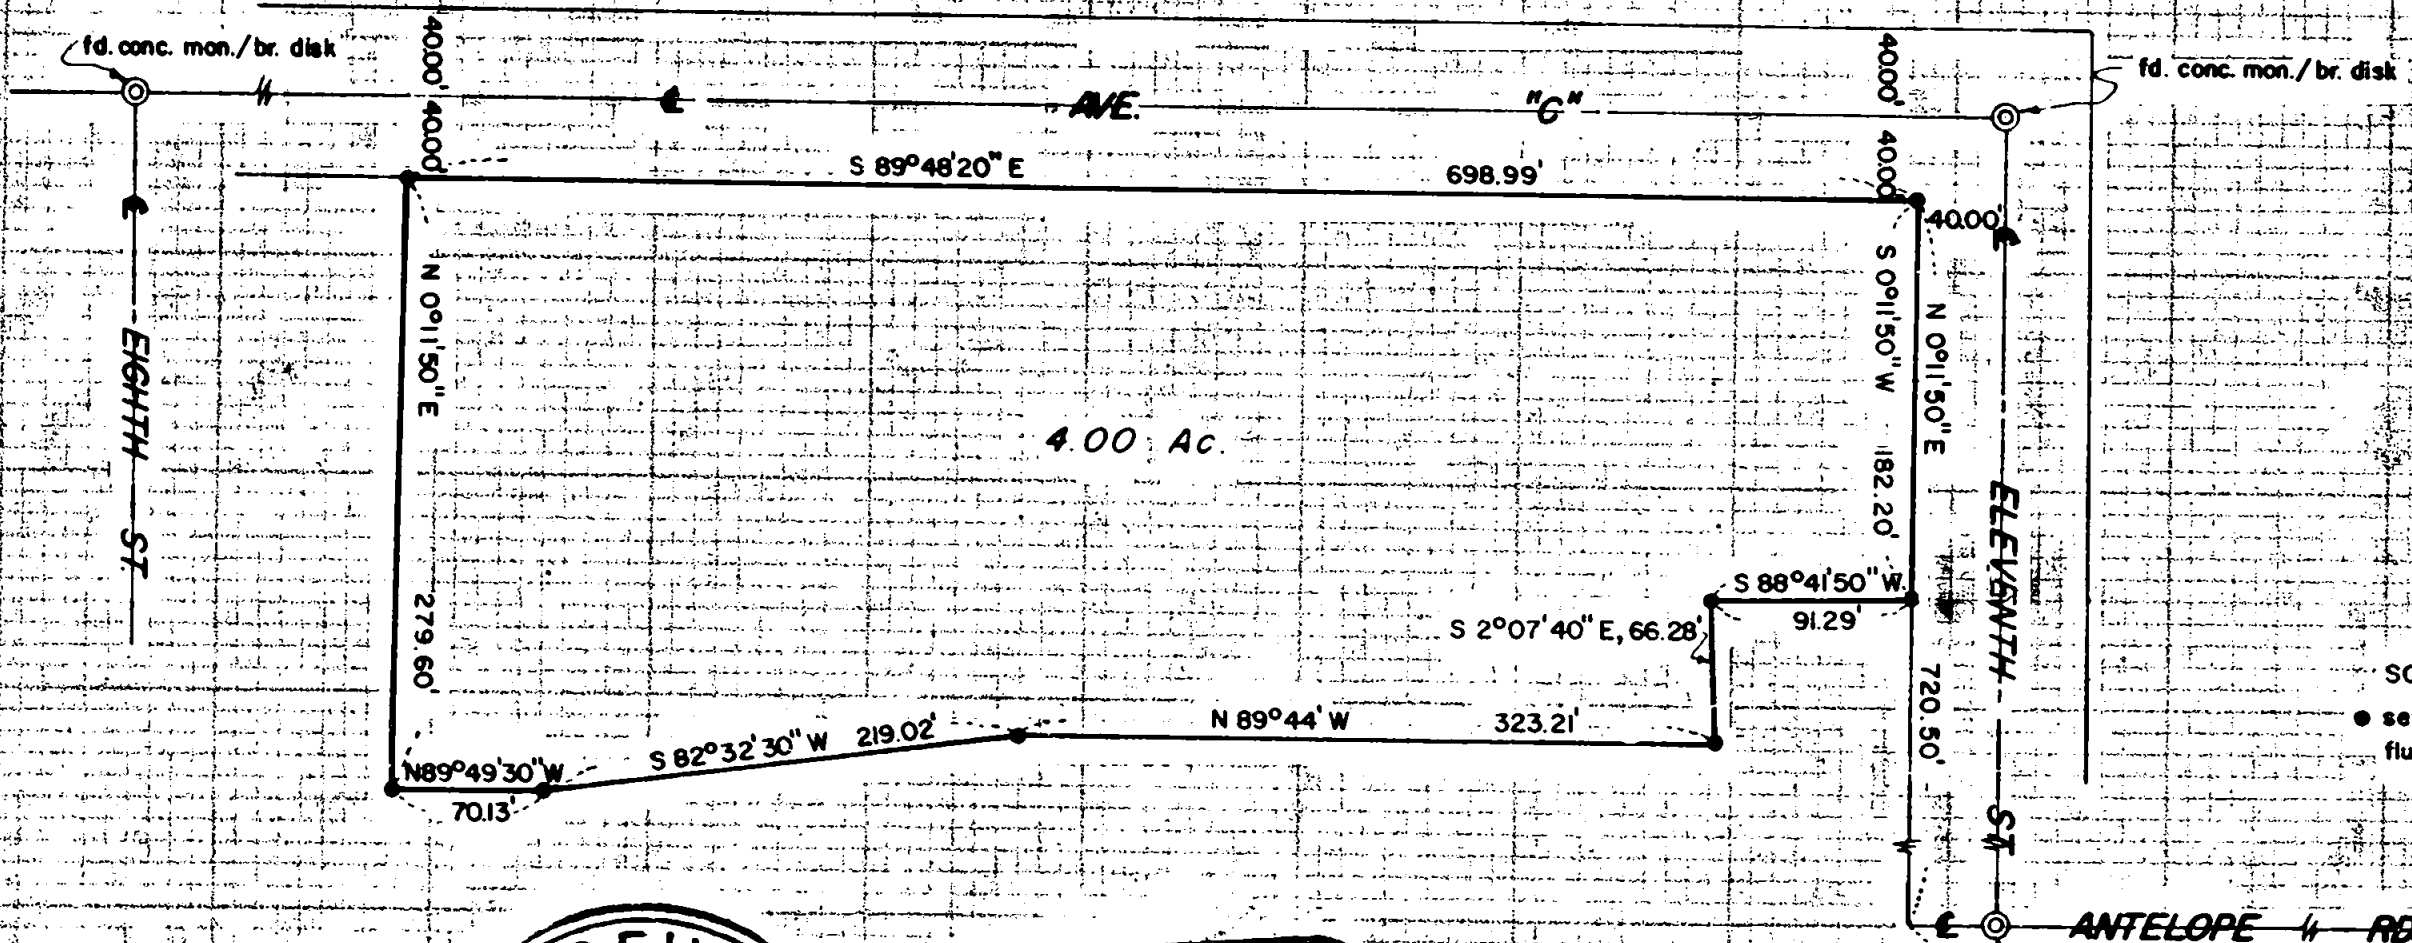 fd. conc. mon./br. disk
40.00'
40.00'
℄
AVE.
"C"
40.00'
40.00'
fd. conc. mon./br. disk
S 89°48'20" E
698.99'
40.00'
℄
℄
EIGHTH ST.
N 0°11'50" E
279.60'
4.00 Ac.
S 0°11'50" W
182.20'
N 0°11'50" E
720.50'
ELEVENTH ST
S 88°41'50" W
91.29'
S 2°07'40" E, 66.28'
N 89°44' W
323.21'
S 82°32'30" W
219.02'
N89°49'30"W
70.13'
℄
ANTELOPE RD